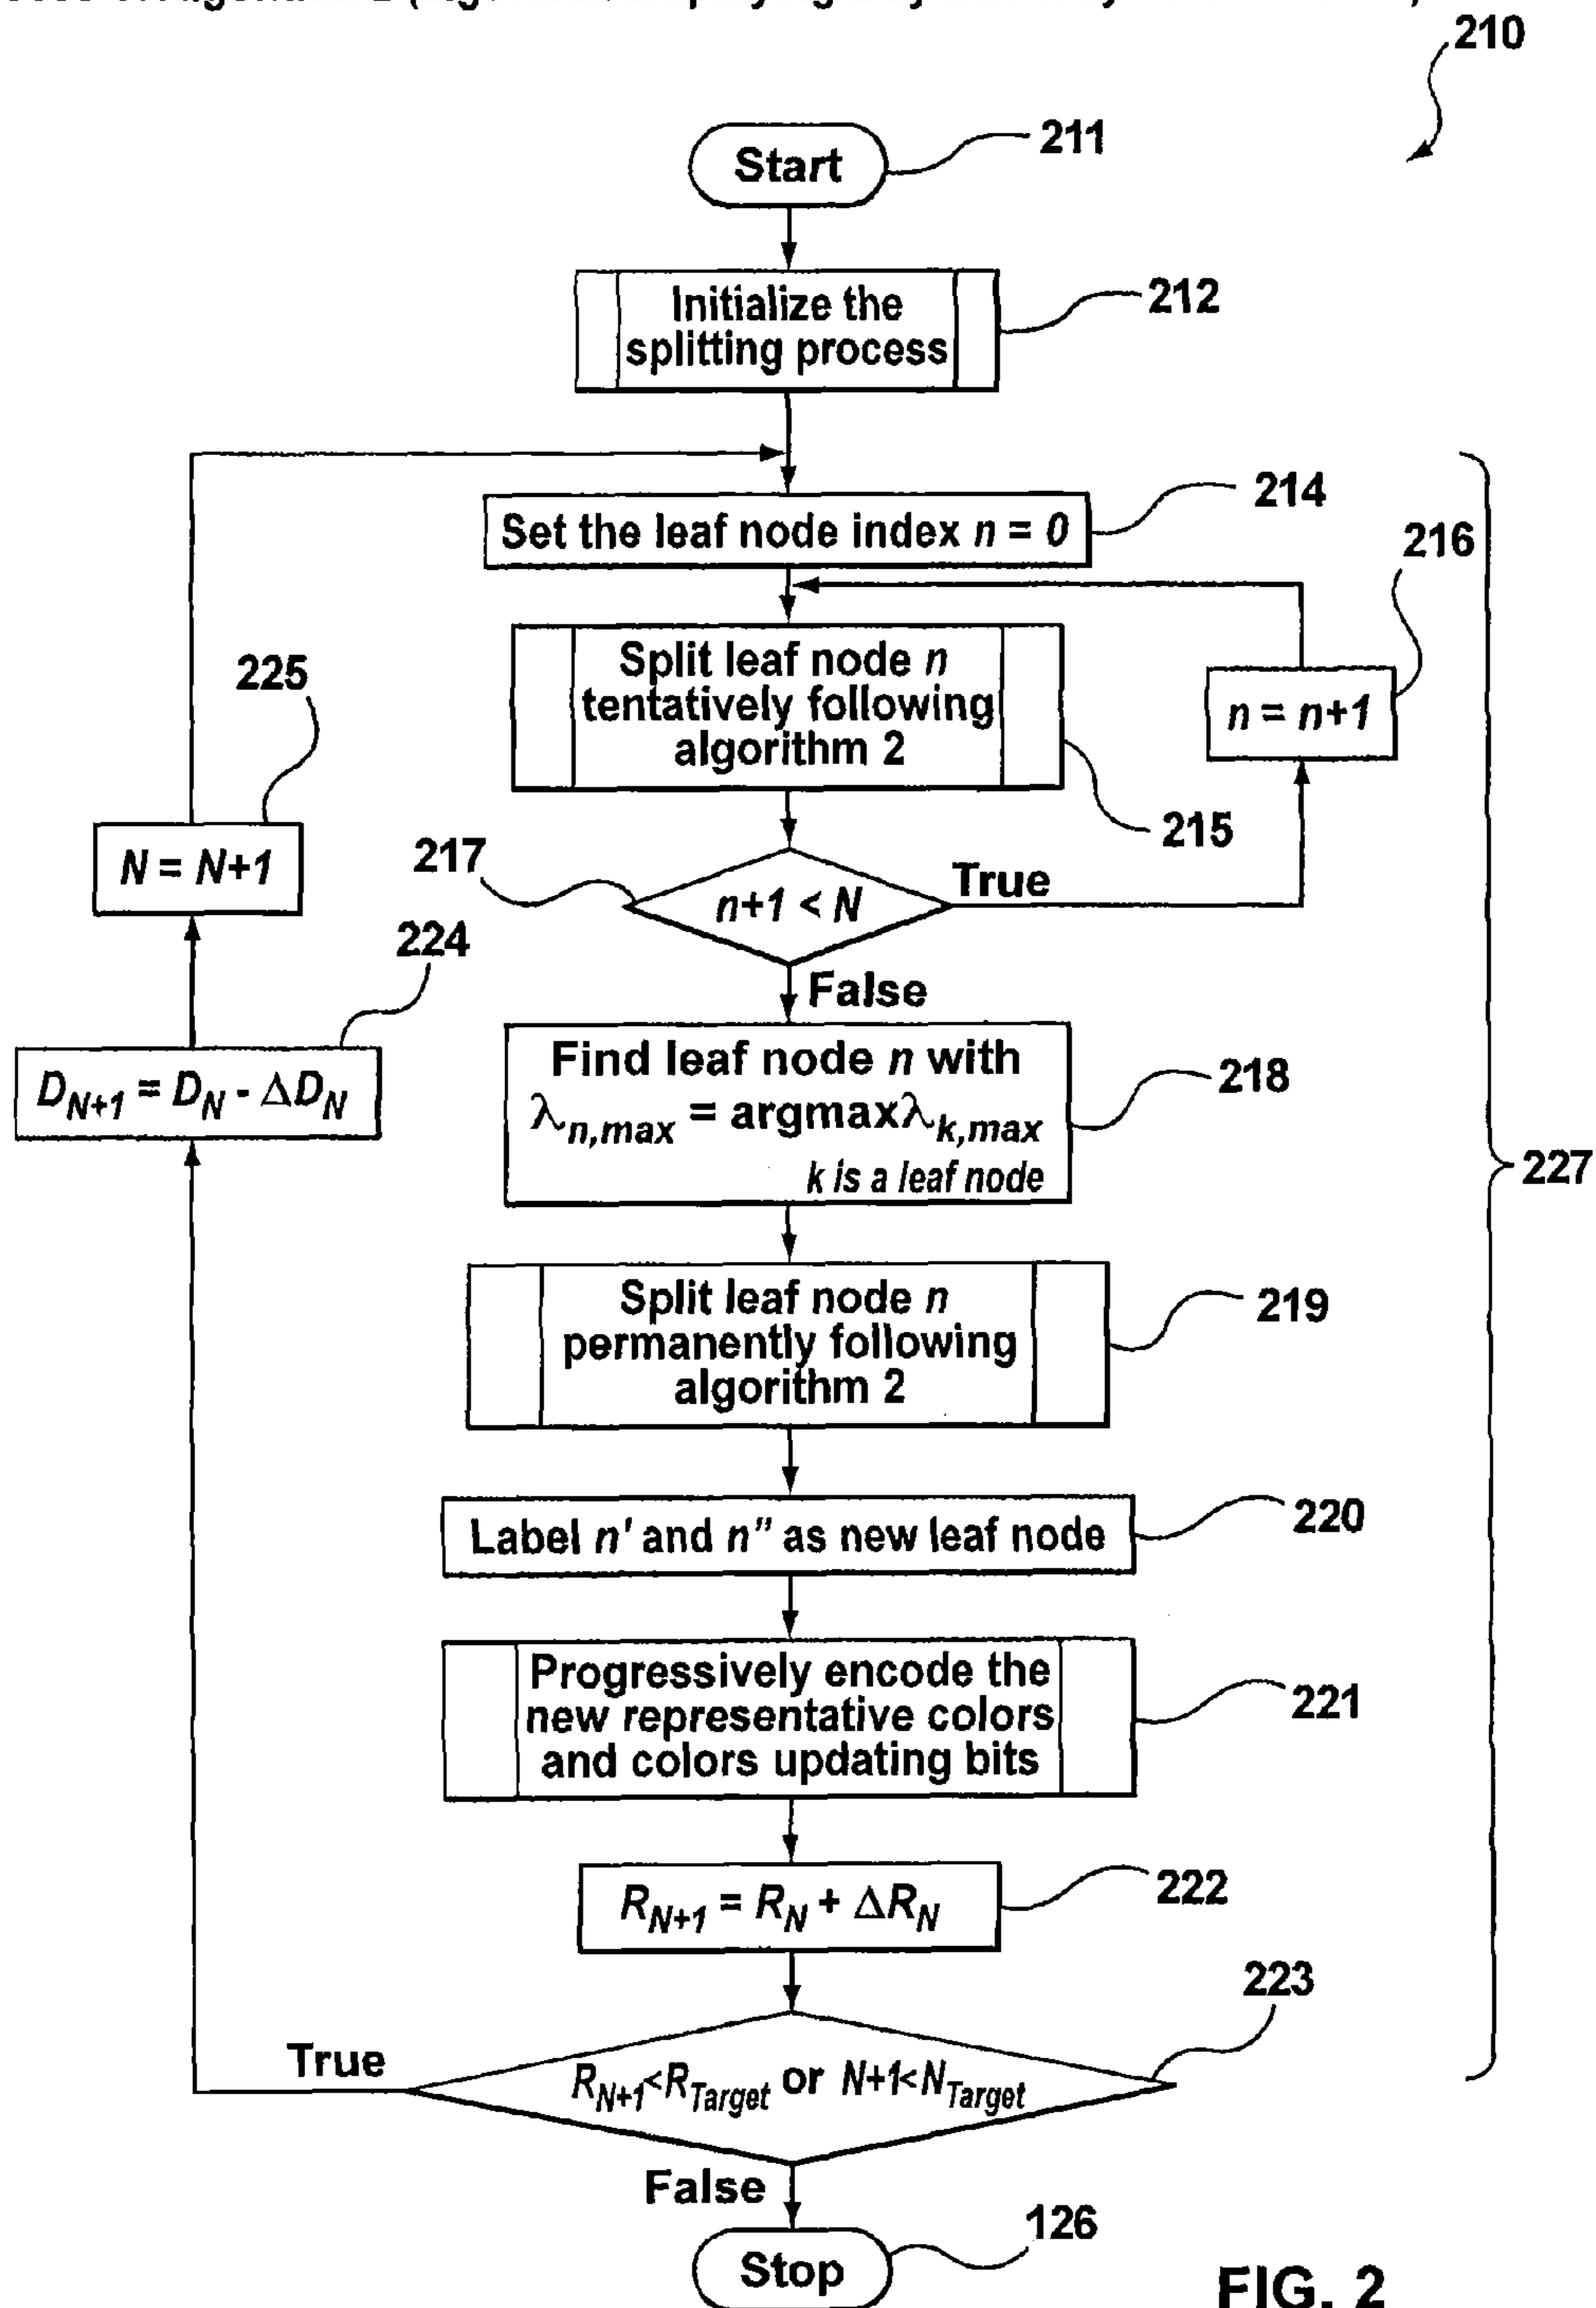 210
Start
211
Initialize the
splitting process
212
Set the leaf node index n = 0
214
216
Split leaf node n
tentatively following
algorithm 2
n = n+1
225
215
N = N+1
217
n+1 < N
True
224
False
D_{N+1} = D_N - ΔD_N
Find leaf node n with
λ_{n,max} = argmaxλ_{k,max}
k is a leaf node
218
227
Split leaf node n
permanently following
algorithm 2
219
Label n' and n" as new leaf node
220
Progressively encode the
new representative colors
and colors updating bits
221
R_{N+1} = R_N + ΔR_N
222
223
True
R_{N+1}<R_{Target} or N+1<N_{Target}
False
126
Stop
FIG. 2